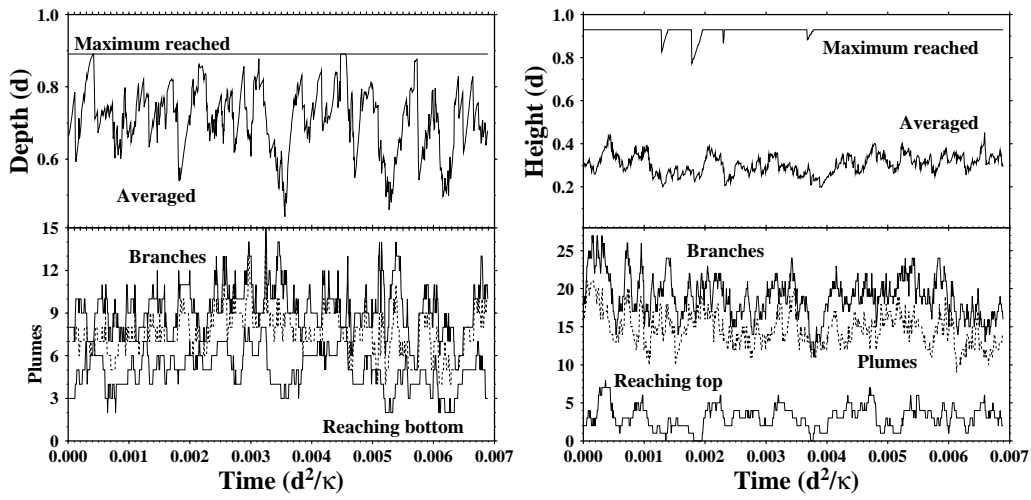 1.0
Maximum reached
0.8
Depth (d)
0.6
Averaged
15
Branches
12
9
Plumes
6
3
Reaching bottom
0
0.000 0.001 0.002 0.003 0.004 0.005 0.006 0.007
Time (d²/κ)
1.0
Maximum reached
0.8
Height (d)
0.6
Averaged
0.4
0.2
25
Branches
20
15
10
Plumes
Reaching top
5
0
0.000 0.001 0.002 0.003 0.004 0.005 0.006 0.007
Time (d²/κ)